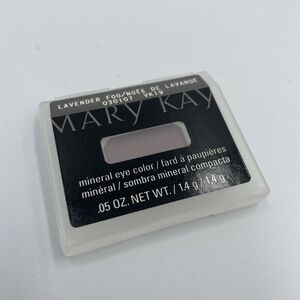 LAVENDER FOG/NUÉE DE LAVANDE
030107 VK19
MARY KAY
mineral eye color / fard à paupières
minéral / sombra mineral compacta
.05 OZ. NET WT. / 1.4 g / 1,4 g